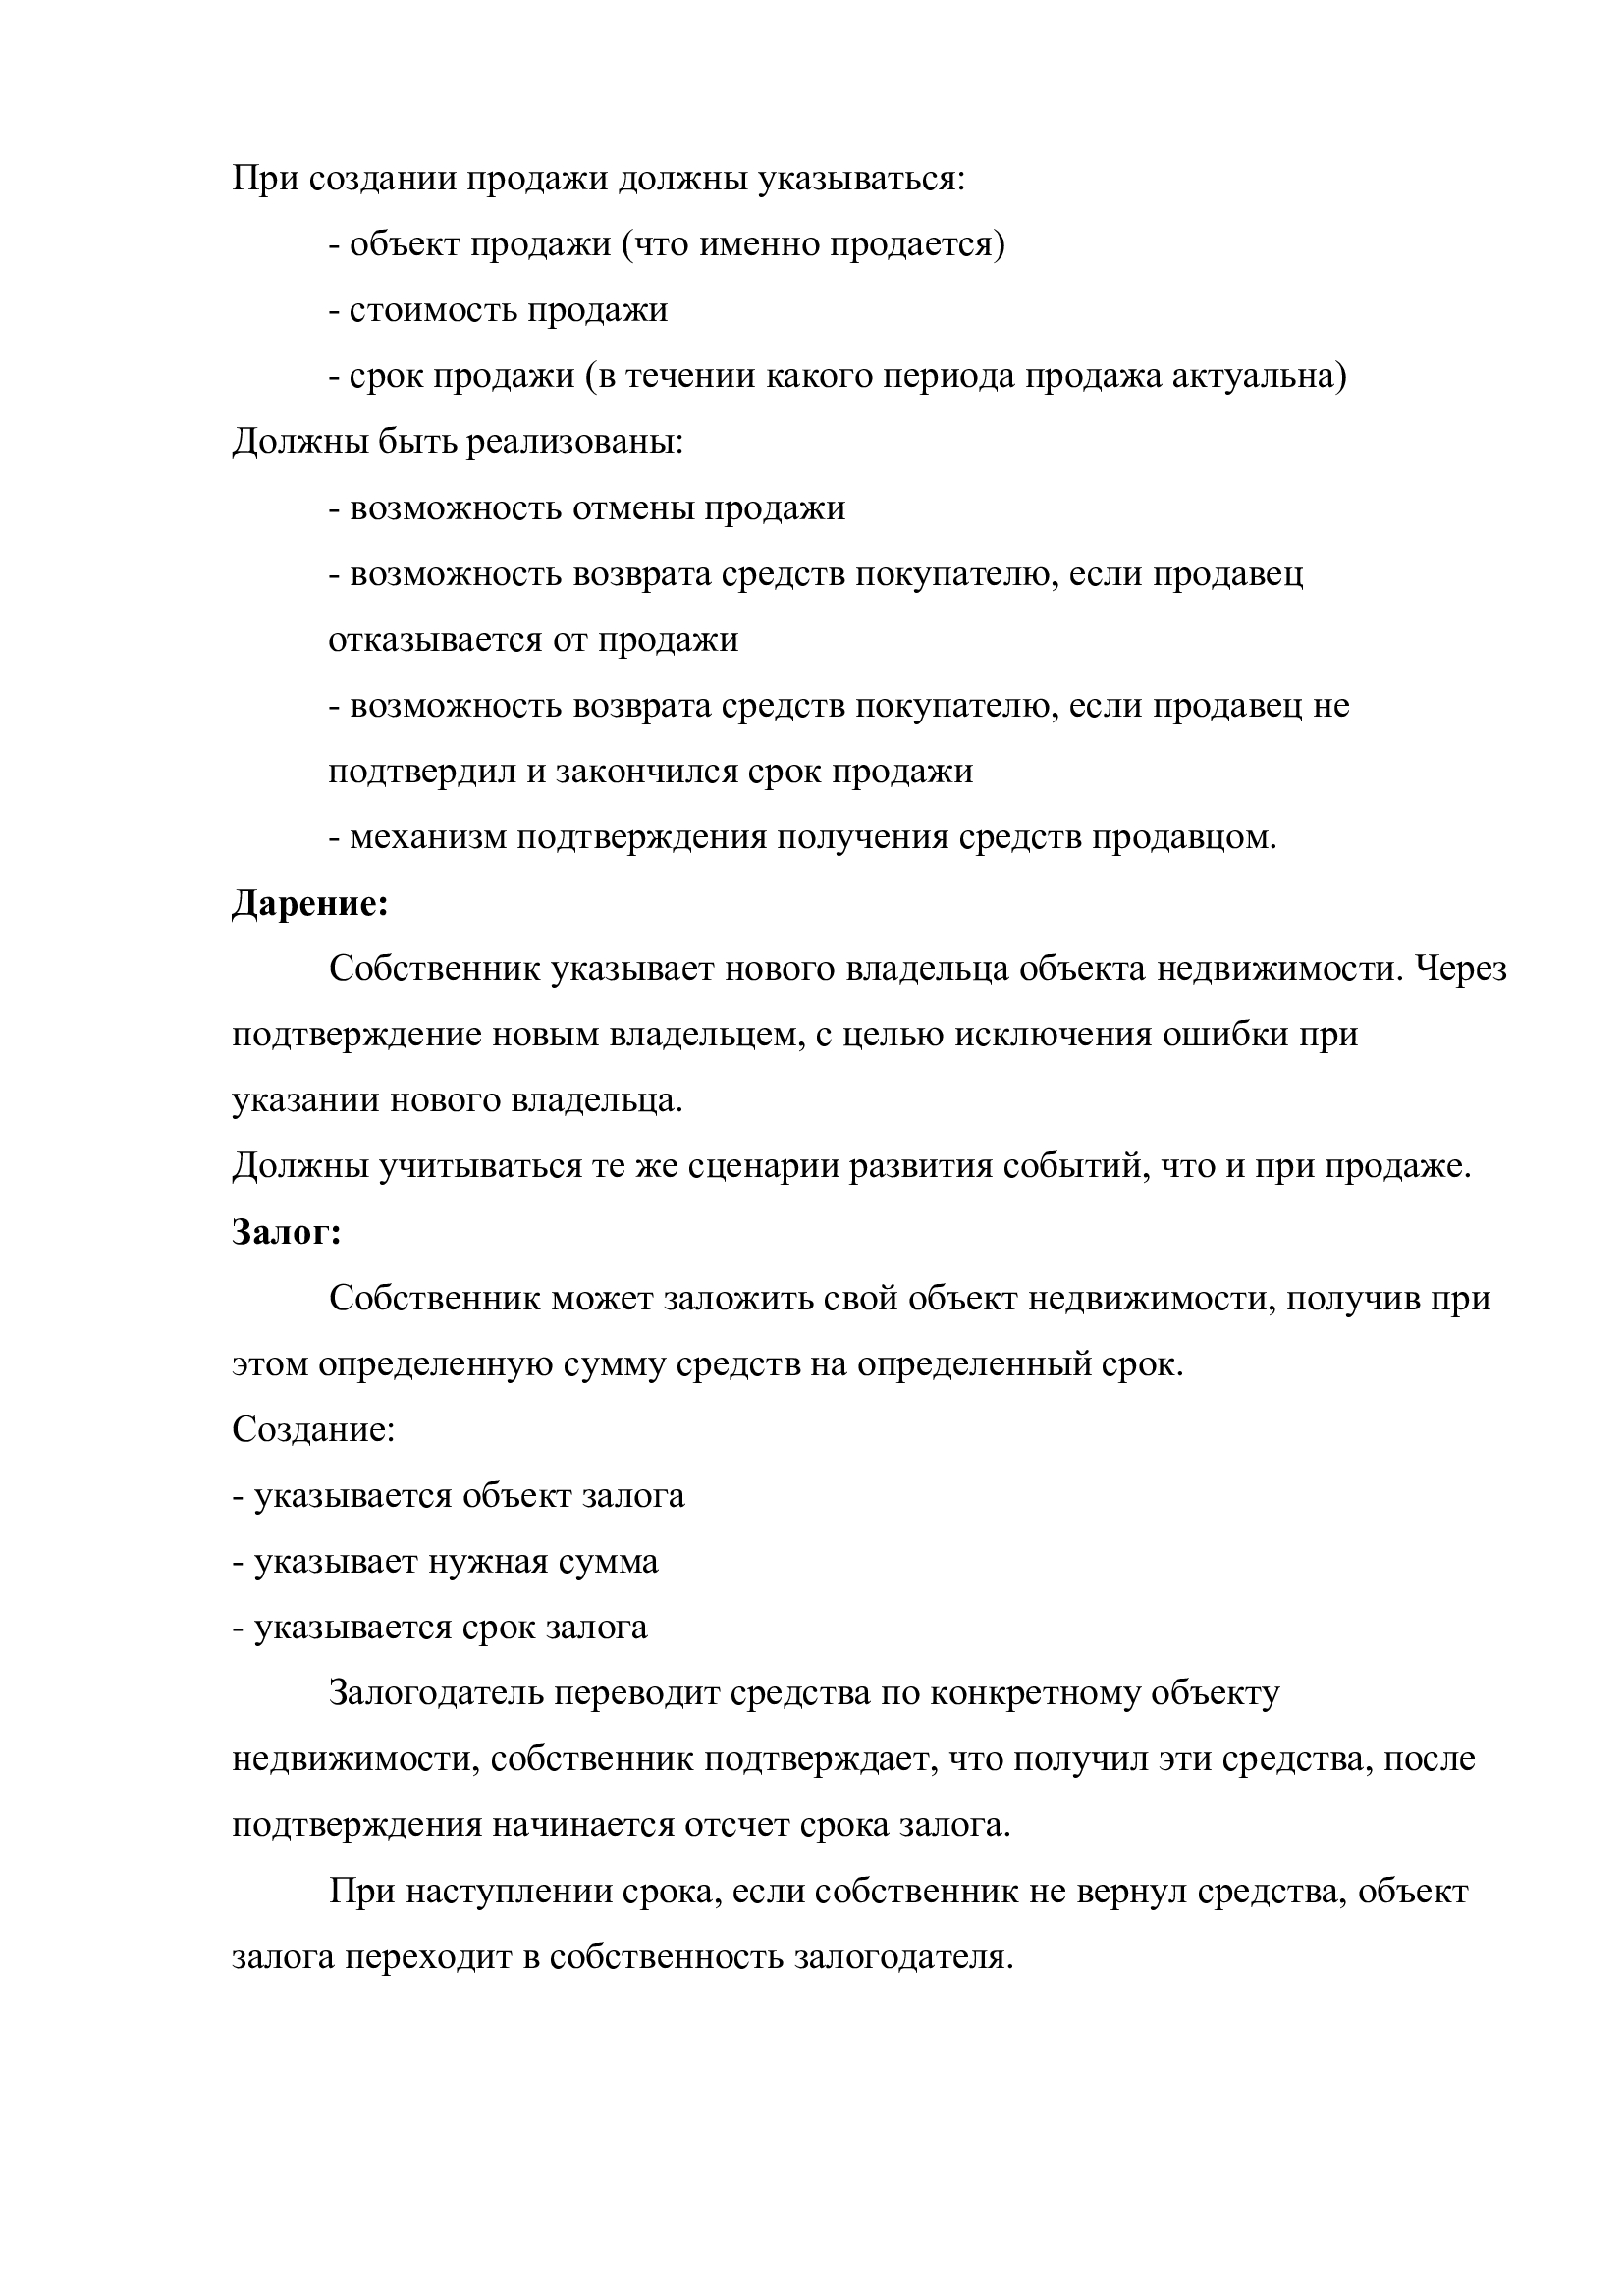 При создании продажи должны указываться:
- объект продажи (что именно продается)
- стоимость продажи
- срок продажи (в течении какого периода продажа актуальна)
Должны быть реализованы:
- возможность отмены продажи
- возможность возврата средств покупателю, если продавец
отказывается от продажи
- возможность возврата средств покупателю, если продавец не
подтвердил и закончился срок продажи
- механизм подтверждения получения средств продавцом.
Дарение:
Собственник указывает нового владельца объекта недвижимости. Через
подтверждение новым владельцем, с целью исключения ошибки при
указании нового владельца.
Должны учитываться те же сценарии развития событий, что и при продаже.
Залог:
Собственник может заложить свой объект недвижимости, получив при
этом определенную сумму средств на определенный срок.
Создание:
- указывается объект залога
- указывает нужная сумма
- указывается срок залога
Залогодатель переводит средства по конкретному объекту
недвижимости, собственник подтверждает, что получил эти средства, после
подтверждения начинается отсчет срока залога.
При наступлении срока, если собственник не вернул средства, объект
залога переходит в собственность залогодателя.